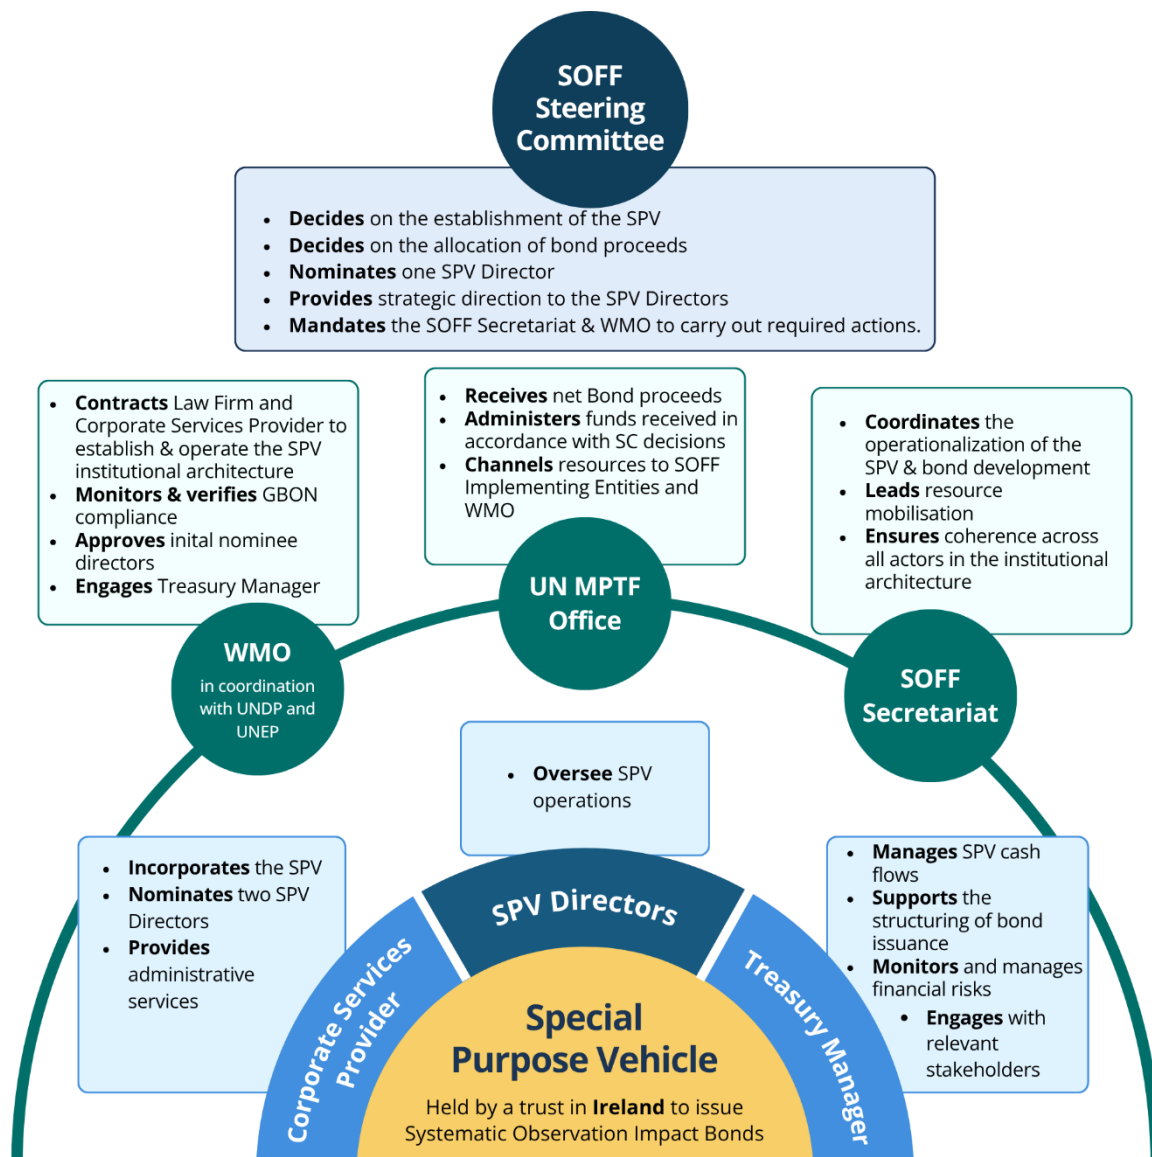 SOFF
Steering
Committee
• Decides on the establishment of the SPV
• Decides on the allocation of bond proceeds
• Nominates one SPV Director
• Provides strategic direction to the SPV Directors
• Mandates the SOFF Secretariat & WMO to carry out required actions.
• Contracts Law Firm and
Corporate Services Provider to
establish & operate the SPV
institutional architecture
• Monitors & verifies GBON
compliance
• Approves inital nominee
directors
• Engages Treasury Manager
WMO
in coordination
with UNDP and
UNEP
• Receives net Bond proceeds
• Administers funds received in
accordance with SC decisions
• Channels resources to SOFF
Implementing Entities and
WMO
UN MPTF
Office
• Coordinates the
operationalization of the
SPV & bond development
• Leads resource
mobilisation
• Ensures coherence across
all actors in the institutional
architecture
SOFF
Secretariat
• Incorporates the SPV
• Nominates two SPV
Directors
• Provides
administrative
services
Corporate Services
Provider
• Oversee SPV
operations
SPV Directors
• Manages SPV cash
flows
• Supports the
structuring of bond
issuance
• Monitors and manages
financial risks
• Engages with
relevant
stakeholders
Treasury Manager
Special
Purpose Vehicle
Held by a trust in Ireland to issue
Systematic Observation Impact Bonds